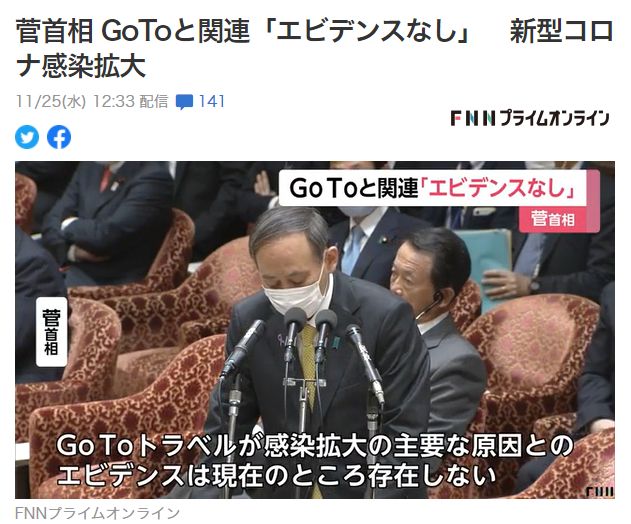 菅首相 GoToと関連「エビデンスなし」　新型コロ
ナ感染拡大
11/25(水) 12:33 配信 141
FNNプライムオンライン
GoToと関連「エビデンスなし」
菅首相
菅首相
GoToトラベルが感染拡大の主要な原因との
エビデンスは現在のところ存在しない
FNN
FNNプライムオンライン